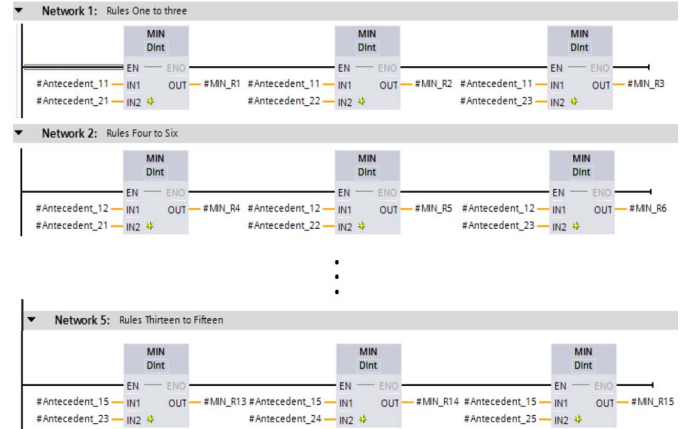 Network 1: Rules One to three
MIN MIN MIN
DInt DInt DInt
EN ENO EN ENO EN ENO
#Antecedent_11 IN1 OUT #MIN_R1 #Antecedent_11 IN1 OUT #MIN_R2 #Antecedent_11 IN1 OUT #MIN_R3
#Antecedent_21 IN2 #Antecedent_22 IN2 #Antecedent_23 IN2
Network 2: Rules Four to Six
MIN MIN MIN
DInt DInt DInt
EN ENO EN ENO EN ENO
#Antecedent_12 IN1 OUT #MIN_R4 #Antecedent_12 IN1 OUT #MIN_R5 #Antecedent_12 IN1 OUT #MIN_R6
#Antecedent_21 IN2 #Antecedent_22 IN2 #Antecedent_23 IN2
Network 5: Rules Thirteen to Fifteen
MIN MIN MIN
DInt DInt DInt
EN ENO EN ENO EN ENO
#Antecedent_15 IN1 OUT #MIN_R13 #Antecedent_15 IN1 OUT #MIN_R14 #Antecedent_15 IN1 OUT #MIN_R15
#Antecedent_23 IN2 #Antecedent_24 IN2 #Antecedent_25 IN2